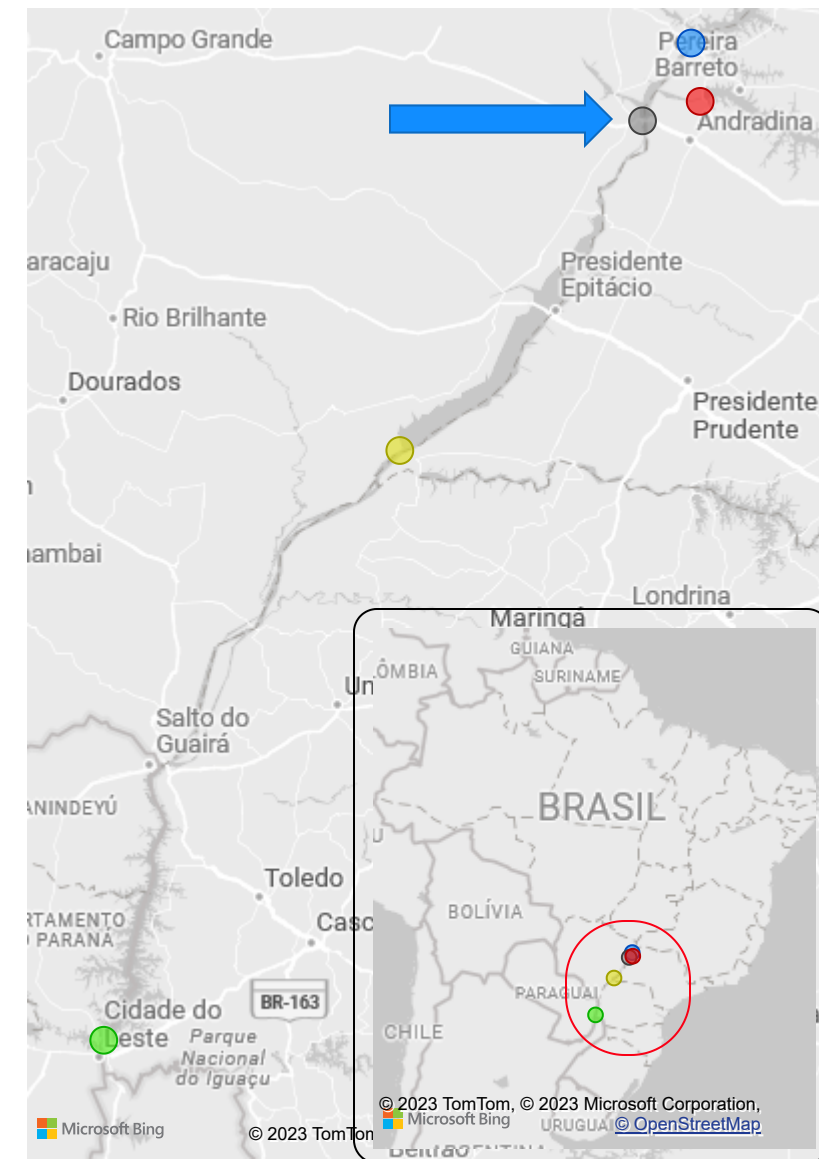 Campo Grande
Pereira
Barreto
Andradina
aracaju
Presidente
Epitácio
Rio Brilhante
Dourados
Presidente
Prudente
ambai
Londrina
Maringá
GUIANA
ÔMBIA
SURINAME
Salto do
Guairá
BRASIL
ANINDEYÚ
Toledo
BOLÍVIA
RTAMENTO
PARANÁ
Casc
PARAGUAI
BR-163
Cidade do
Leste
Parque
Nacional
do Iguaçu
CHILE
© 2023 TomTom, © 2023 Microsoft Corporation,
Microsoft Bing
URUGUAI
© OpenStreetMap
Microsoft Bing
© 2023 TomTom
Beltrão